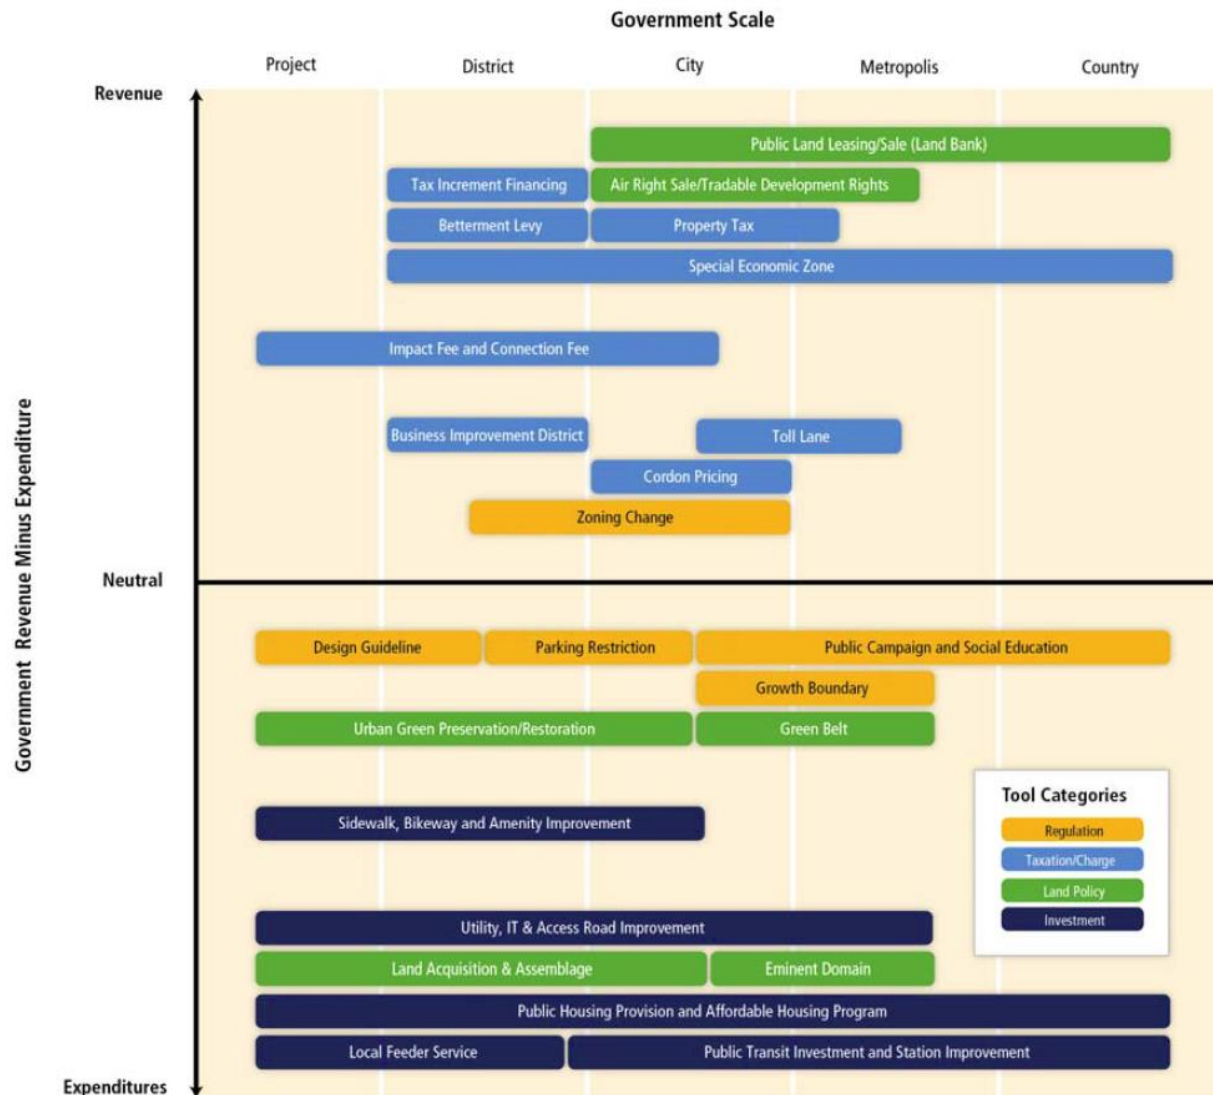 Government Scale
Project District City Metropolis Country
Revenue
Public Land Leasing/Sale (Land Bank)
Tax Increment Financing Air Right Sale/Tradable Development Rights
Betterment Levy Property Tax
Special Economic Zone
Impact Fee and Connection Fee
Business Improvement District Toll Lane
Cordon Pricing
Zoning Change
Government Revenue Minus Expenditure
Neutral
Design Guideline Parking Restriction Public Campaign and Social Education
Growth Boundary
Urban Green Preservation/Restoration Green Belt
Sidewalk, Bikeway and Amenity Improvement
Utility, IT & Access Road Improvement
Land Acquisition & Assemblage Eminent Domain
Public Housing Provision and Affordable Housing Program
Local Feeder Service Public Transit Investment and Station Improvement
Expenditures
Tool Categories
Regulation
Taxation/Charge
Land Policy
Investment